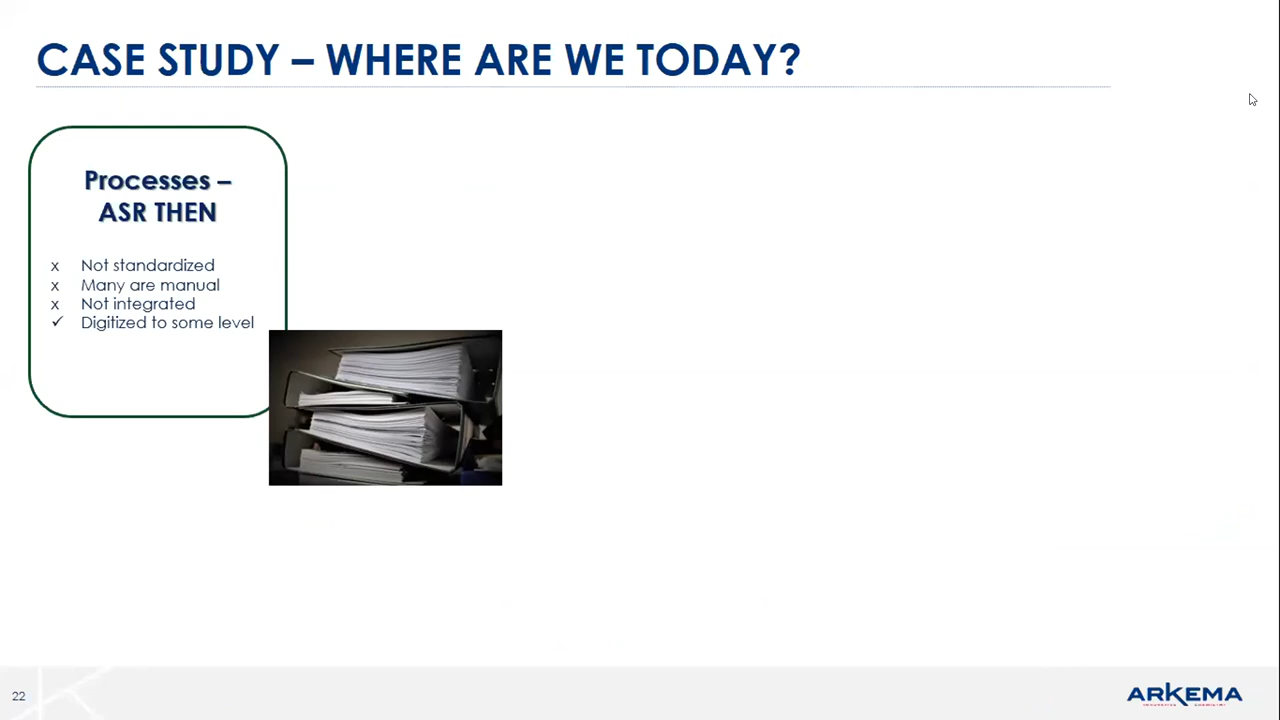 CASE STUDY – WHERE ARE WE TODAY?
Processes –
ASR THEN
x Not standardized
x Many are manual
x Not integrated
✓ Digitized to some level
22
ARKEMA